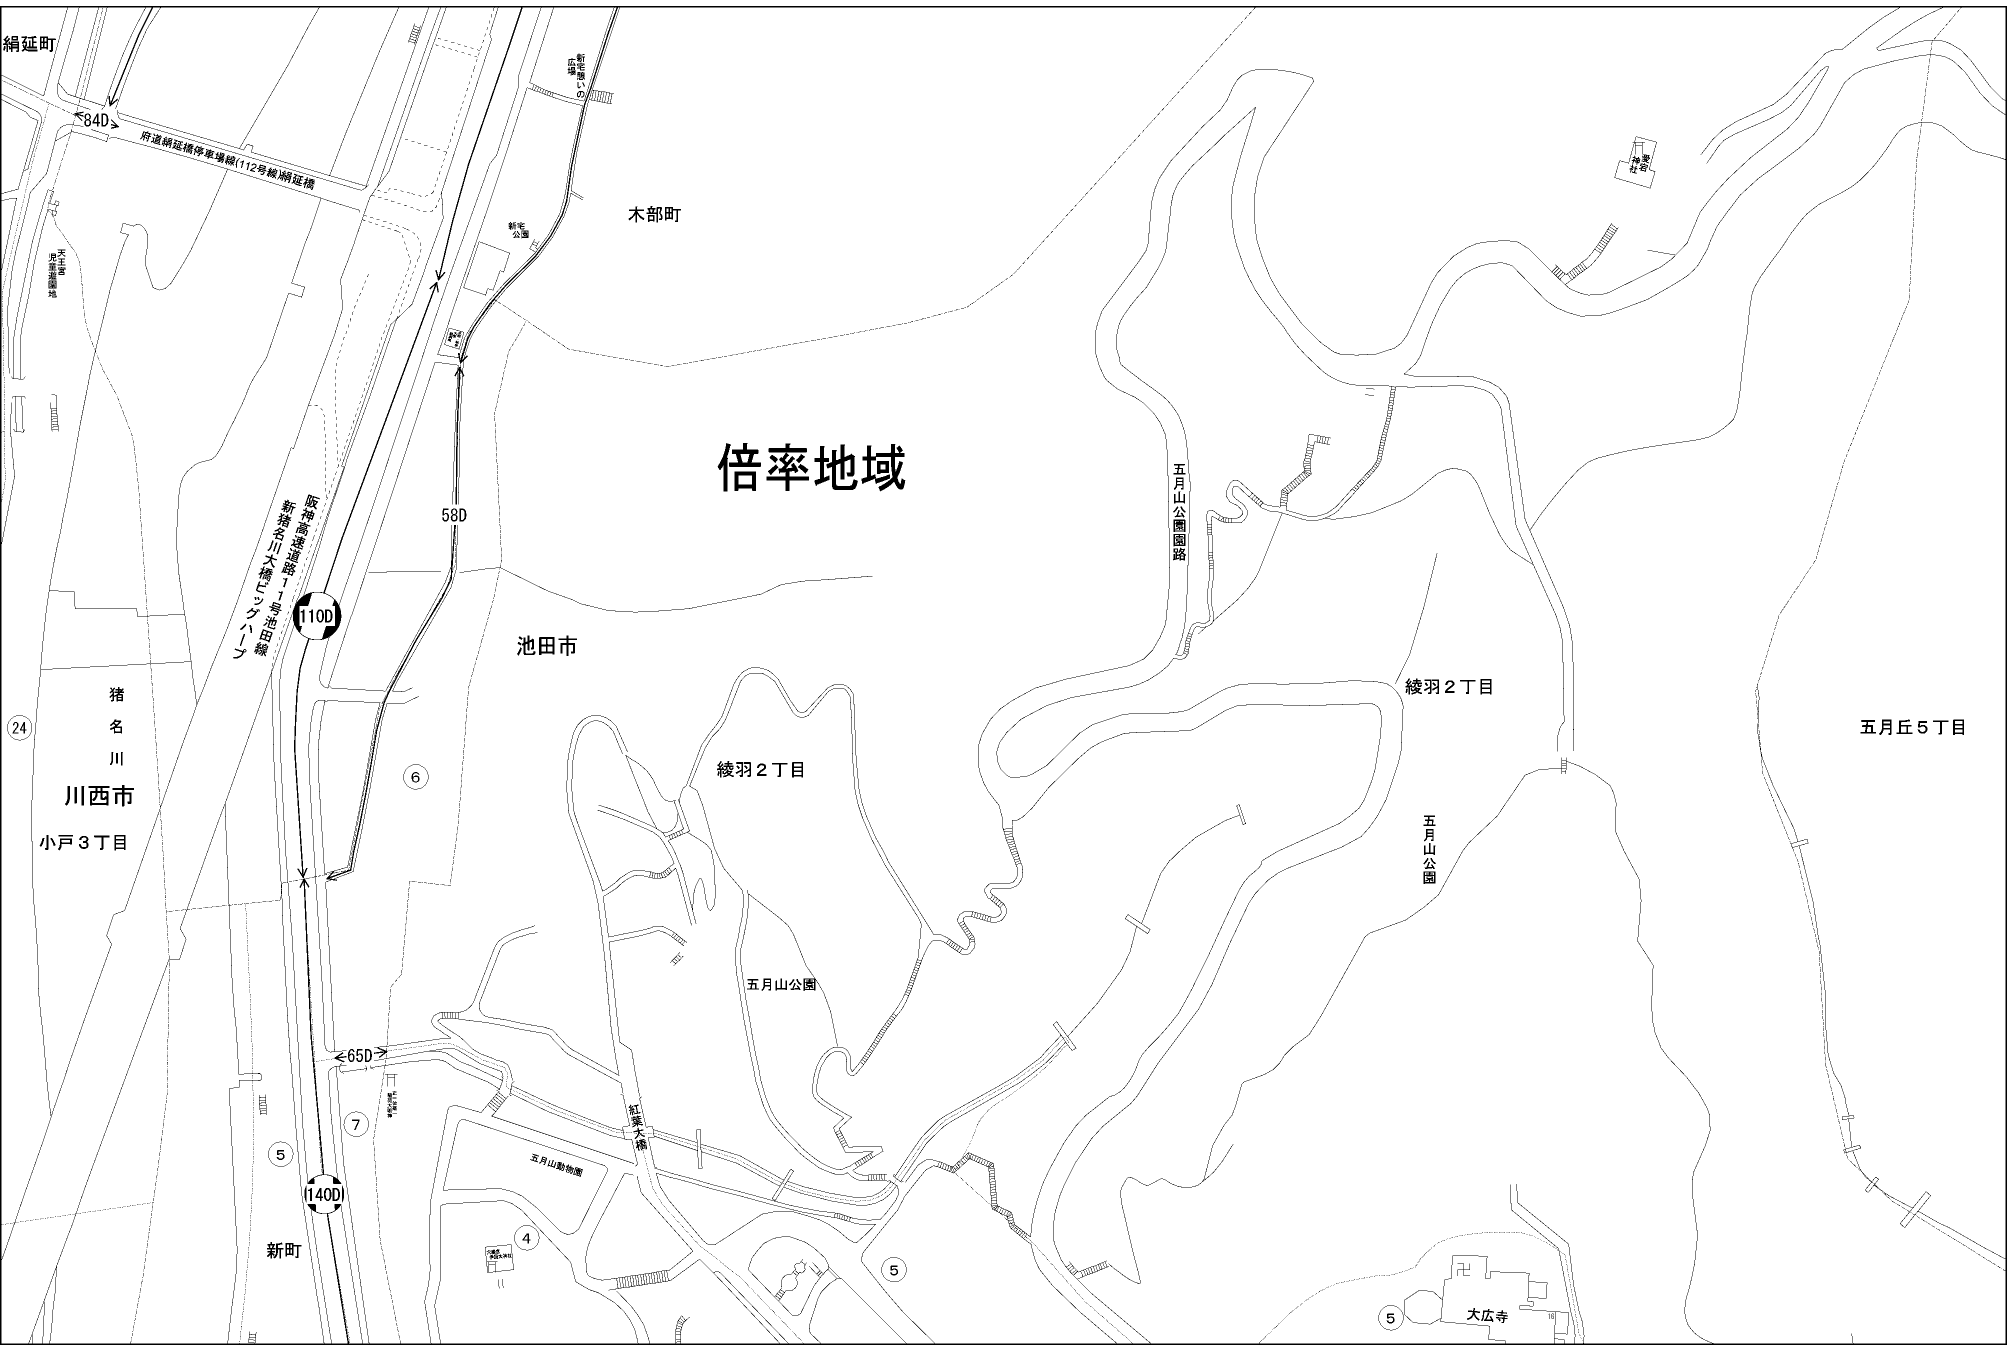 絹延町
84D
府道絹延橋停車場線(112号線)絹延橋
新宅憩いの
広場
木部町
新宅
公園
愛宕
神社
天王宮
児童遊園地
倍率地域
58D
五月山公園園路
阪神高速道路11号池田線
新猪名川大橋ビッグハープ
110D
池田市
猪名川
24
川西市
小戸3丁目
6
綾羽2丁目
綾羽2丁目
五月丘5丁目
五月山公園
五月山公園
65D
7
5
140D
新町
紅葉大橋
五月山動物園
4
5
5
大広寺
16